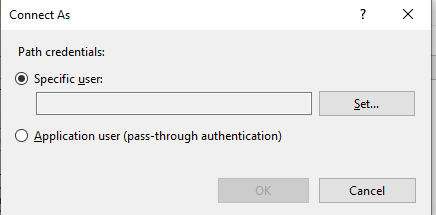 Connect As
Path credentials:
Specific user:
Set...
Application user (pass-through authentication)
OK
Cancel